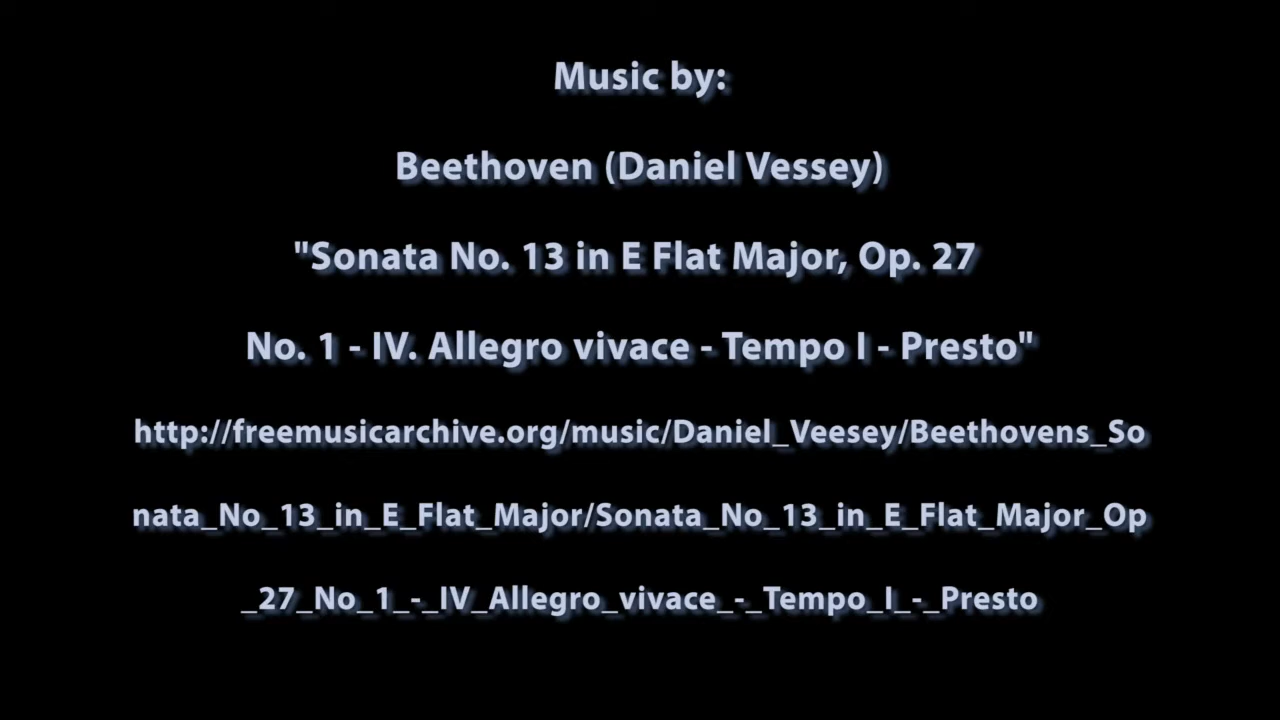 Music by:
Beethoven (Daniel Vessey)
"Sonata No. 13 in E Flat Major, Op. 27
No. 1 - IV. Allegro vivace - Tempo I - Presto"
http://freemusicarchive.org/music/Daniel_Veesey/Beethovens_So
nata_No_13_in_E_Flat_Major/Sonata_No_13_in_E_Flat_Major_Op
_27_No_1_-_IV_Allegro_vivace_-_Tempo_I_-_Presto